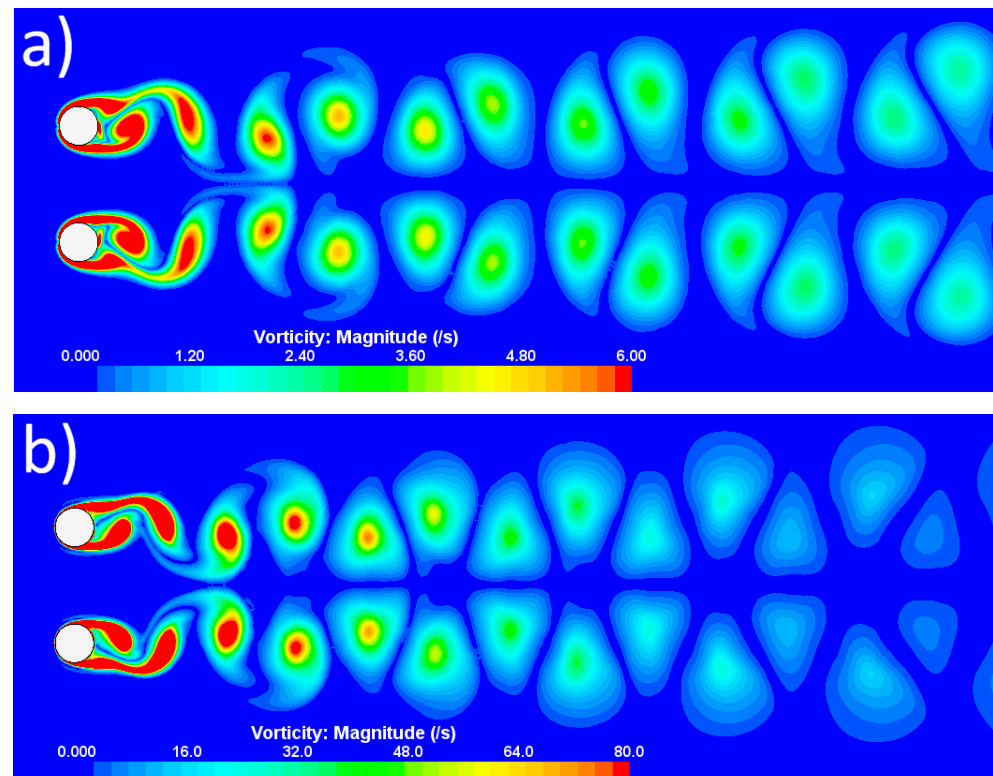 a)
Vorticity: Magnitude (/s)
0.000 1.20 2.40 3.60 4.80 6.00
b)
Vorticity: Magnitude (/s)
0.000 16.0 32.0 48.0 64.0 80.0